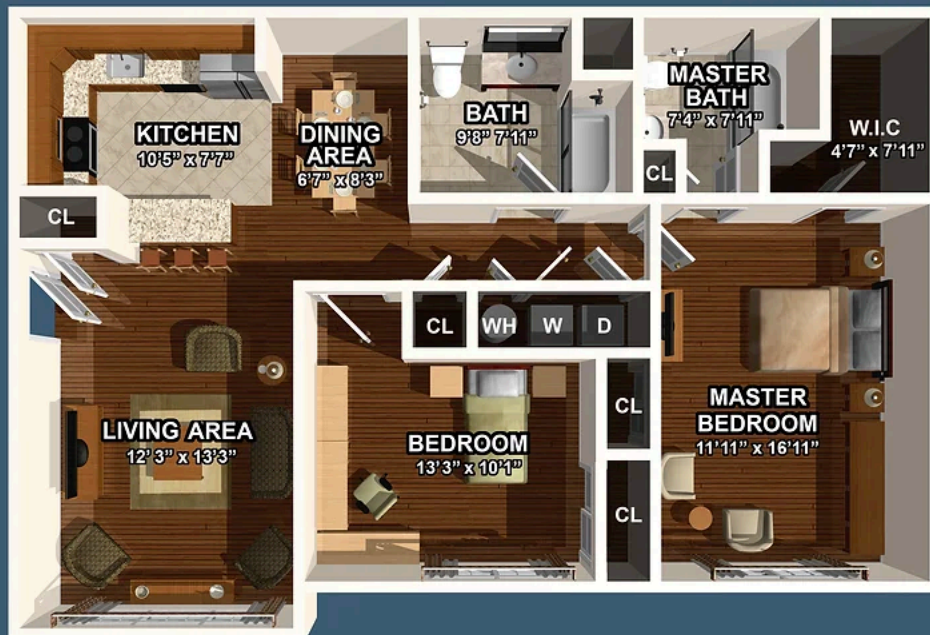 KITCHEN
10'5" x 7'7"
DINING
AREA
6'7" x 8'3"
BATH
9'8" 7'11"
MASTER
BATH
7'4" x 7'11"
W.I.C
4'7" x 7'11"
CL
CL
CL
WH
W
D
CL
CL
LIVING AREA
12' 3" x 13'3"
BEDROOM
13'3" x 10'1"
MASTER
BEDROOM
11'11" x 16'11"